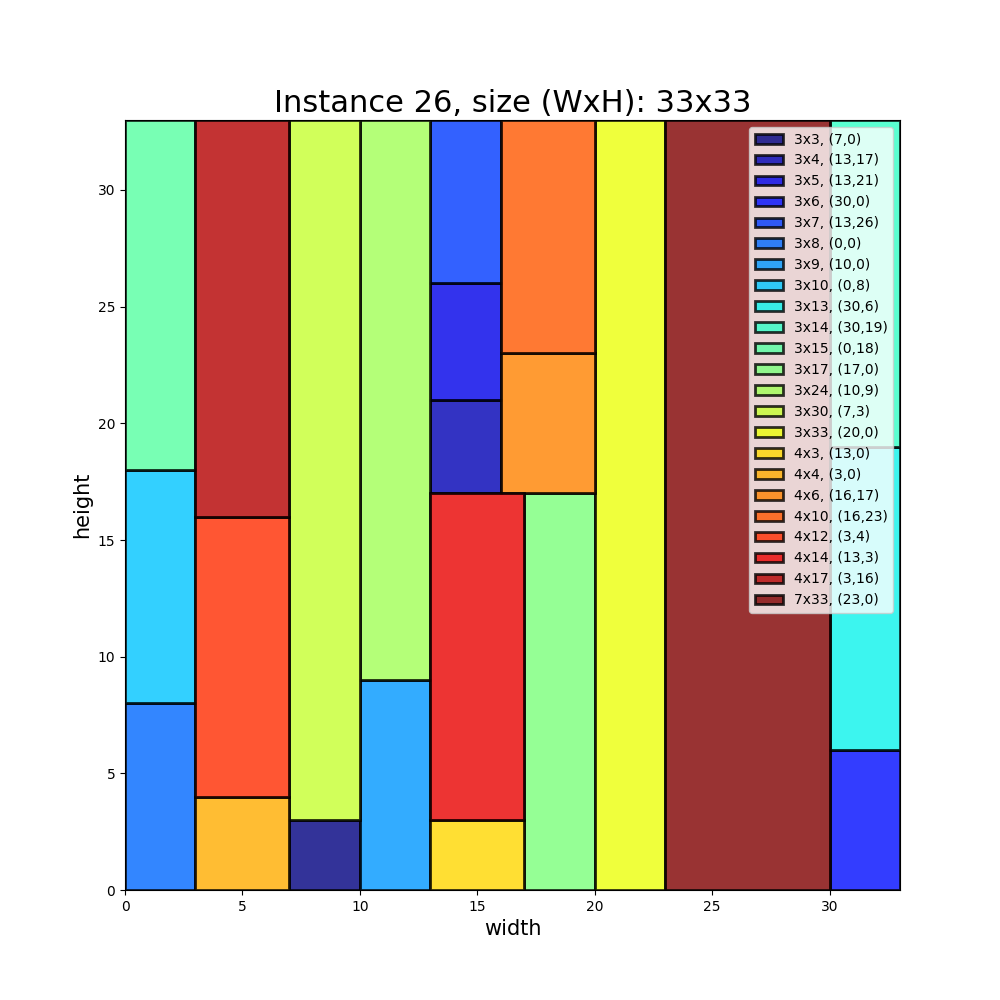 Instance 26, size (WxH): 33x33
3x3, (7,0)
3x4, (13,17)
3x5, (13,21)
3x6, (30,0)
3x7, (13,26)
3x8, (0,0)
3x9, (10,0)
3x10, (0,8)
3x13, (30,6)
3x14, (30,19)
3x15, (0,18)
3x17, (17,0)
3x24, (10,9)
3x30, (7,3)
3x33, (20,0)
4x3, (13,0)
4x4, (3,0)
4x6, (16,17)
4x10, (16,23)
4x12, (3,4)
4x14, (13,3)
4x17, (3,16)
7x33, (23,0)
height
30
25
20
15
10
5
0
0 5 10 15 20 25 30
width